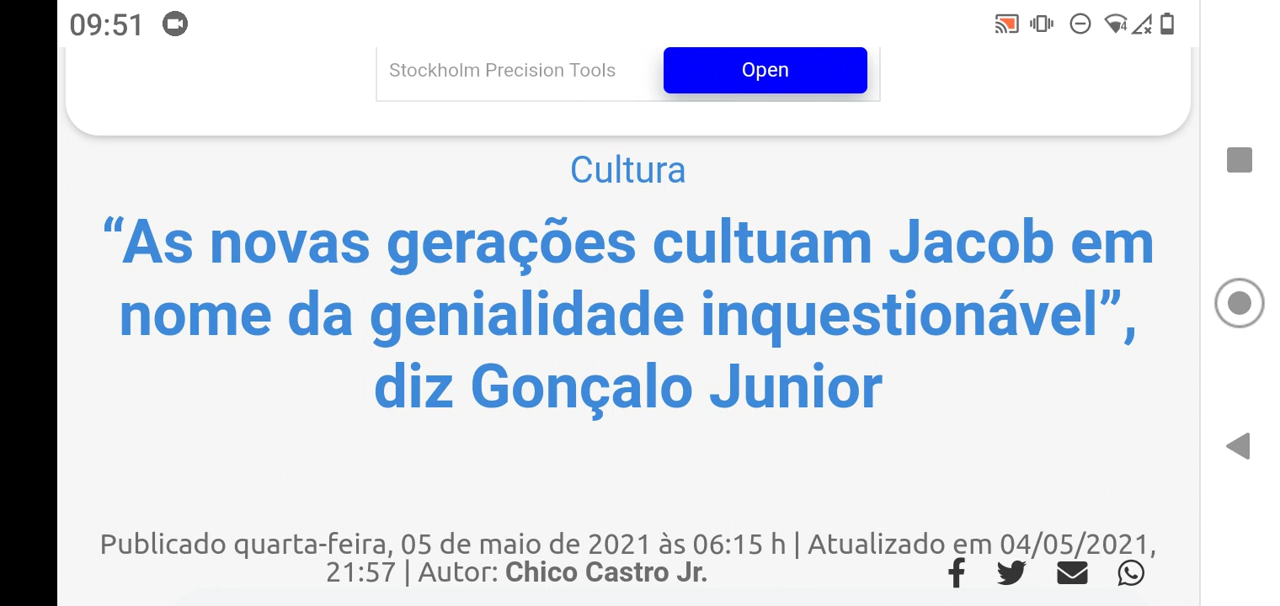 09:51
Stockholm Precision Tools
Open
Cultura
“As novas gerações cultuam Jacob em
nome da genialidade inquestionável”,
diz Gonçalo Junior
Publicado quarta-feira, 05 de maio de 2021 às 06:15 h | Atualizado em 04/05/2021,
21:57 | Autor: Chico Castro Jr.